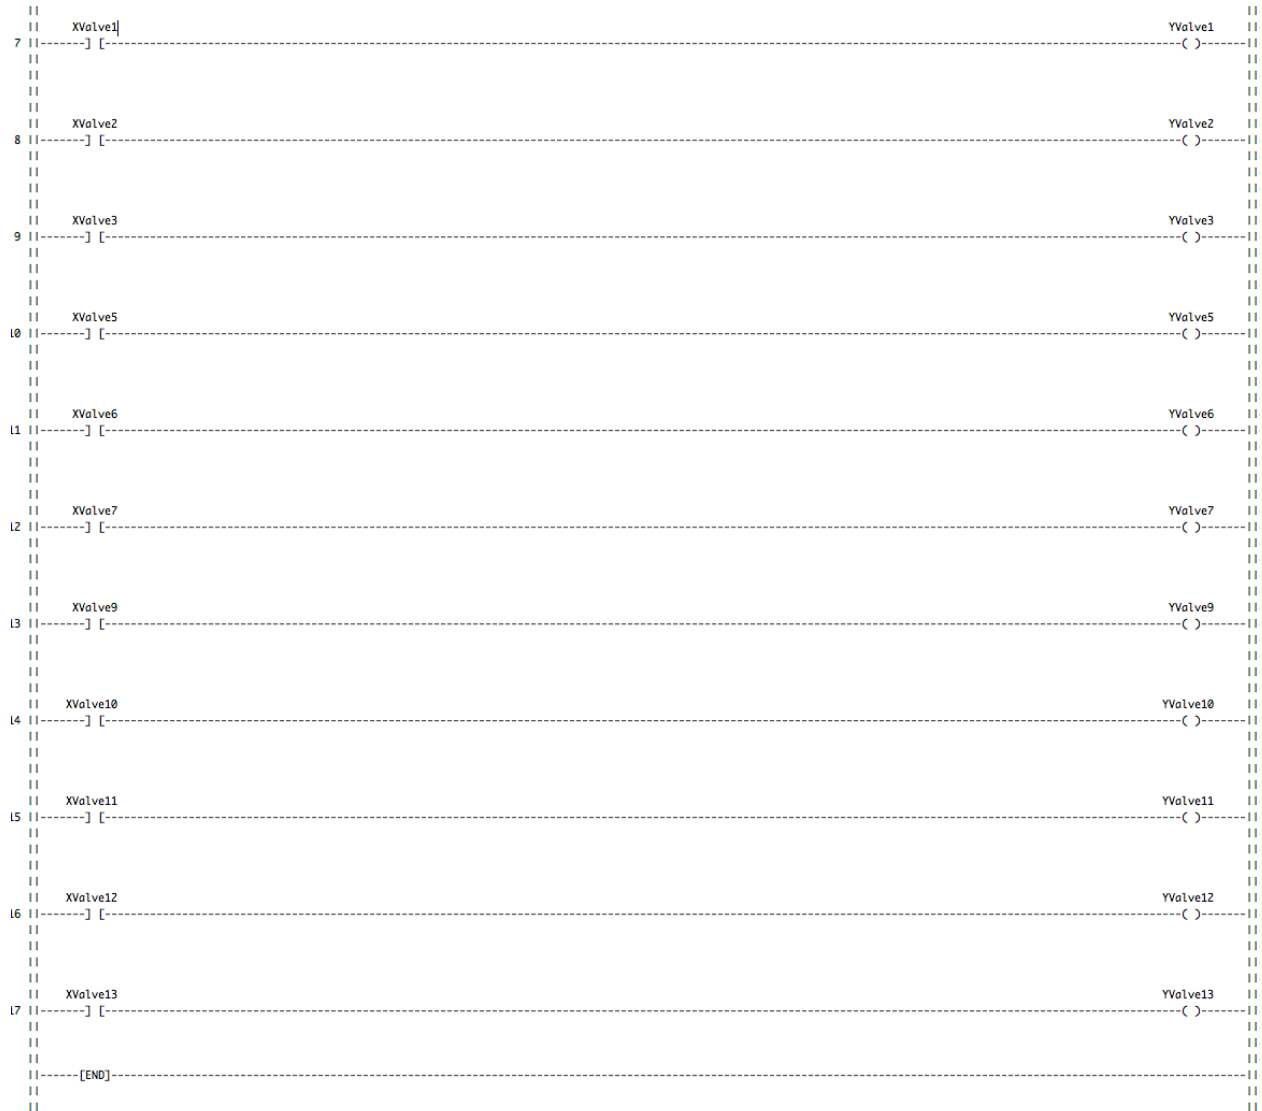 XValve1 YValve1
7 ||-------] [-----------------------------------------------------------------------( )-------||
XValve2 YValve2
8 ||-------] [-----------------------------------------------------------------------( )-------||
XValve3 YValve3
9 ||-------] [-----------------------------------------------------------------------( )-------||
XValve5 YValve5
10 ||-------] [-----------------------------------------------------------------------( )-------||
XValve6 YValve6
11 ||-------] [-----------------------------------------------------------------------( )-------||
XValve7 YValve7
12 ||-------] [-----------------------------------------------------------------------( )-------||
XValve9 YValve9
13 ||-------] [-----------------------------------------------------------------------( )-------||
XValve10 YValve10
14 ||-------] [-----------------------------------------------------------------------( )-------||
XValve11 YValve11
15 ||-------] [-----------------------------------------------------------------------( )-------||
XValve12 YValve12
16 ||-------] [-----------------------------------------------------------------------( )-------||
XValve13 YValve13
17 ||-------] [-----------------------------------------------------------------------( )-------||
||------[END]-------------------------------------------------------------------------------||